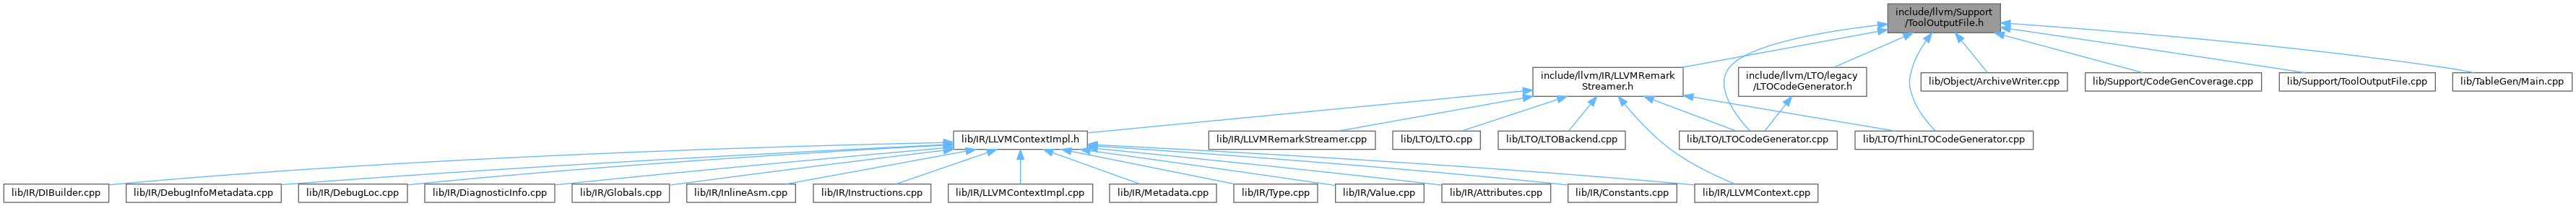 include/llvm/Support
/ToolOutputFile.h
include/llvm/IR/LLVMRemark
Streamer.h
include/llvm/LTO/legacy
/LTOCodeGenerator.h
lib/Object/ArchiveWriter.cpp
lib/Support/CodeGenCoverage.cpp
lib/Support/ToolOutputFile.cpp
lib/TableGen/Main.cpp
lib/IR/LLVMContextImpl.h
lib/IR/LLVMRemarkStreamer.cpp
lib/LTO/LTO.cpp
lib/LTO/LTOBackend.cpp
lib/LTO/LTOCodeGenerator.cpp
lib/LTO/ThinLTOCodeGenerator.cpp
lib/IR/DIBuilder.cpp
lib/IR/DebugInfoMetadata.cpp
lib/IR/DebugLoc.cpp
lib/IR/DiagnosticInfo.cpp
lib/IR/Globals.cpp
lib/IR/InlineAsm.cpp
lib/IR/Instructions.cpp
lib/IR/LLVMContextImpl.cpp
lib/IR/Metadata.cpp
lib/IR/Type.cpp
lib/IR/Value.cpp
lib/IR/Attributes.cpp
lib/IR/Constants.cpp
lib/IR/LLVMContext.cpp